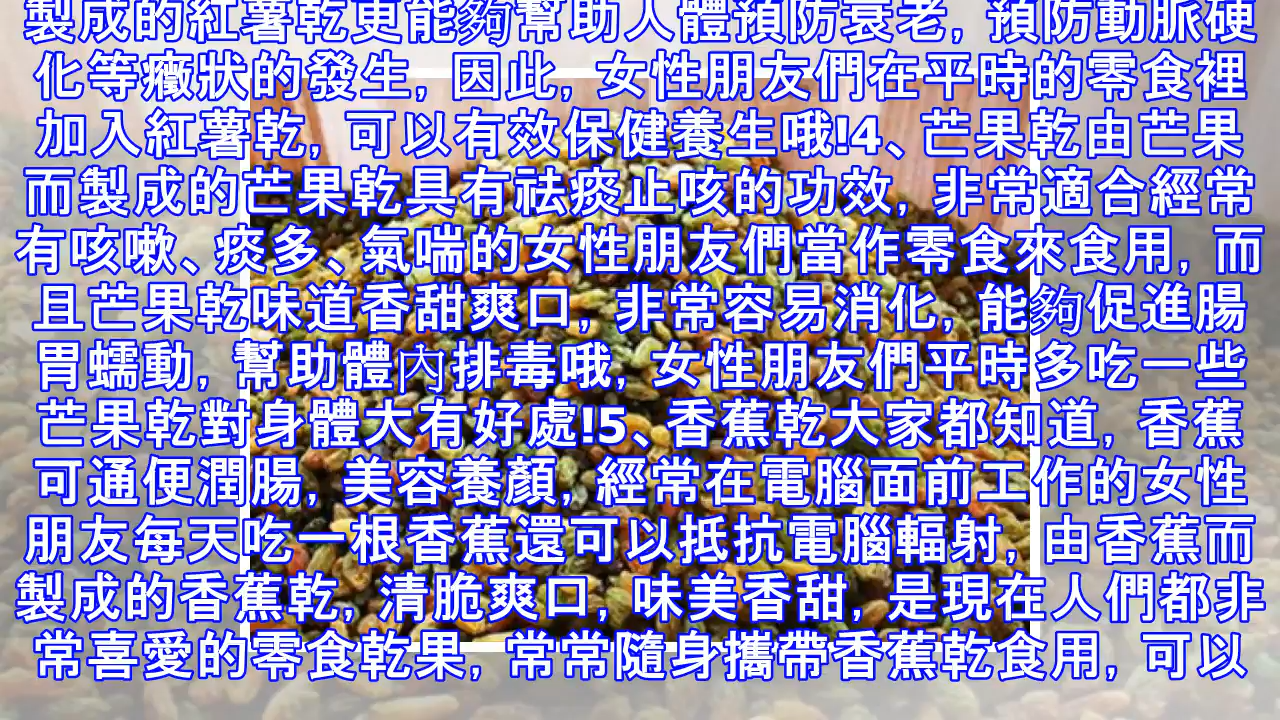 製成的紅薯乾更能夠幫助人體預防衰老, 預防動脈硬
化等癥狀的發生, 因此, 女性朋友們在平時的零食裡
加入紅薯乾, 可以有效保健養生哦!4、芒果乾由芒果
而製成的芒果乾具有祛痰止咳的功效, 非常適合經常
有咳嗽、痰多、氣喘的女性朋友們當作零食來食用, 而
且芒果乾味道香甜爽口, 非常容易消化, 能夠促進腸
胃蠕動, 幫助體內排毒哦, 女性朋友們平時多吃一些
芒果乾對身體大有好處!5、香蕉乾大家都知道, 香蕉
可通便潤腸, 美容養顏, 經常在電腦面前工作的女性
朋友每天吃一根香蕉還可以抵抗電腦輻射, 由香蕉而
製成的香蕉乾, 清脆爽口, 味美香甜, 是現在人們都非
常喜愛的零食乾果, 常常隨身攜帶香蕉乾食用, 可以